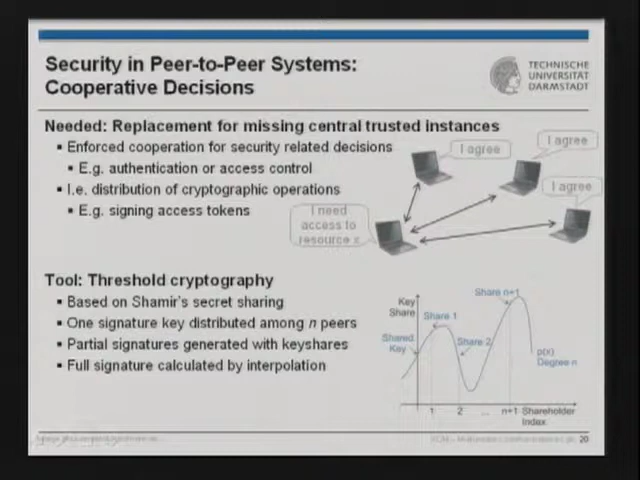 Security in Peer-to-Peer Systems:
Cooperative Decisions
TECHNISCHE
UNIVERSITÄT
DARMSTADT
Needed: Replacement for missing central trusted instances
▪ Enforced cooperation for security related decisions
▪ E.g. authentication or access control
▪ I.e. distribution of cryptographic operations
▪ E.g. signing access tokens
I agree
I agree
I agree
I need
access to
resource x
Tool: Threshold cryptography
▪ Based on Shamir's secret sharing
▪ One signature key distributed among n peers
▪ Partial signatures generated with keyshares
▪ Full signature calculated by interpolation
Key
Share
Share 1
Share n+1
Shared
Key
Share 2
p(x)
Degree n
1 2 ... n+1 Shareholder
Index
20